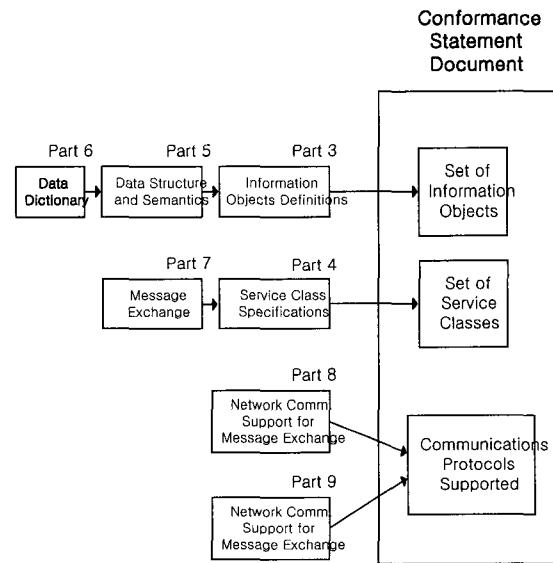 Conformance
Statement
Document
Part 6
Part 5
Part 3
Data
Dictionary
Data Structure
and Semantics
Information
Objects Definitions
Set of
Information
Objects
Part 7
Part 4
Message
Exchange
Service Class
Specifications
Set of
Service
Classes
Part 8
Network Comm.
Support for
Message Exchange
Communications
Protocols
Supported
Part 9
Network Comm.
Support for
Message Exchange